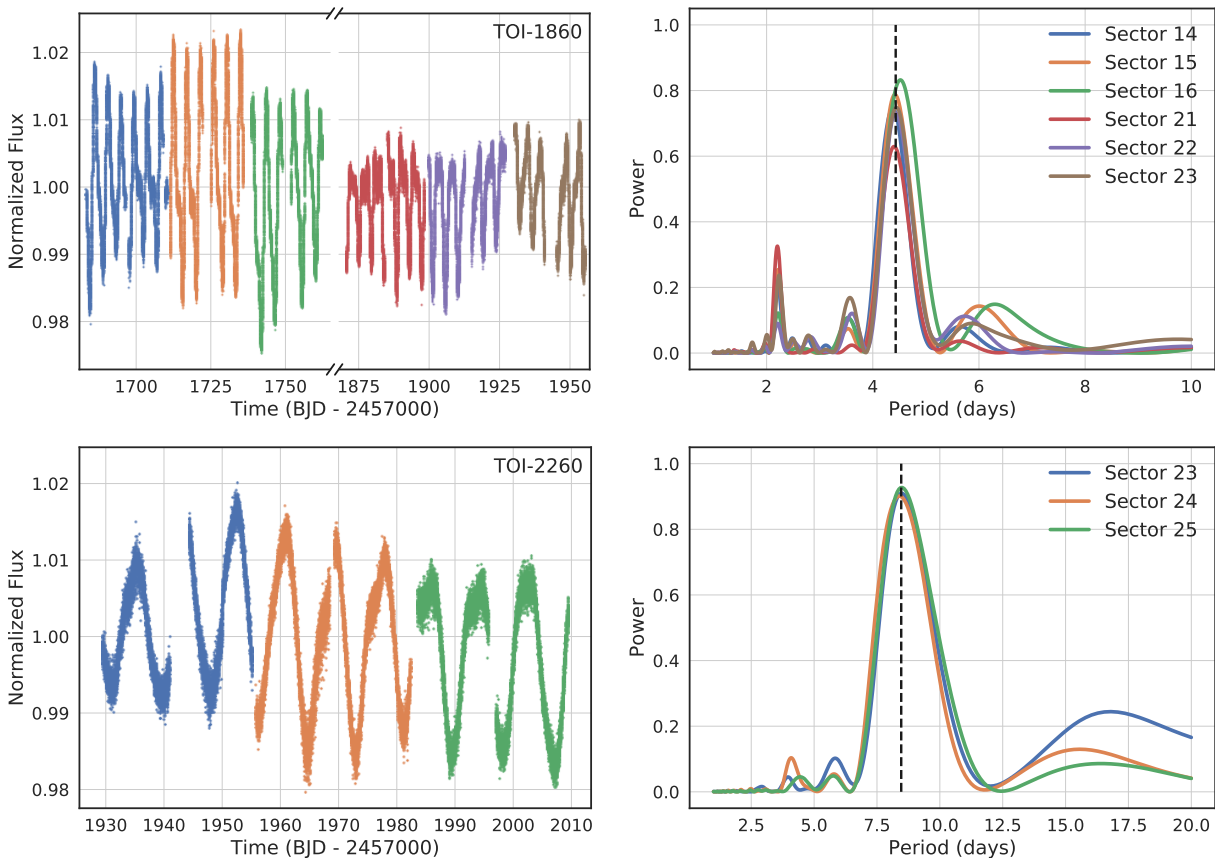 TOI-1860
Normalized Flux
1.02
1.01
1.00
0.99
0.98
1700 1725 1750 1875 1900 1925 1950
Time (BJD - 2457000)
Power
1.0
0.8
0.6
0.4
0.2
0.0
Sector 14
Sector 15
Sector 16
Sector 21
Sector 22
Sector 23
2 4 6 8 10
Period (days)
TOI-2260
Normalized Flux
1.02
1.01
1.00
0.99
0.98
1930 1940 1950 1960 1970 1980 1990 2000 2010
Time (BJD - 2457000)
Power
1.0
0.8
0.6
0.4
0.2
0.0
Sector 23
Sector 24
Sector 25
2.5 5.0 7.5 10.0 12.5 15.0 17.5 20.0
Period (days)